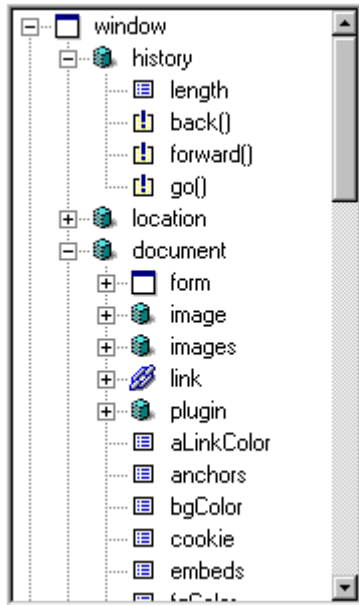 window
history
length
back()
forward()
go()
location
document
form
image
images
link
plugin
aLinkColor
anchors
bgColor
cookie
embeds